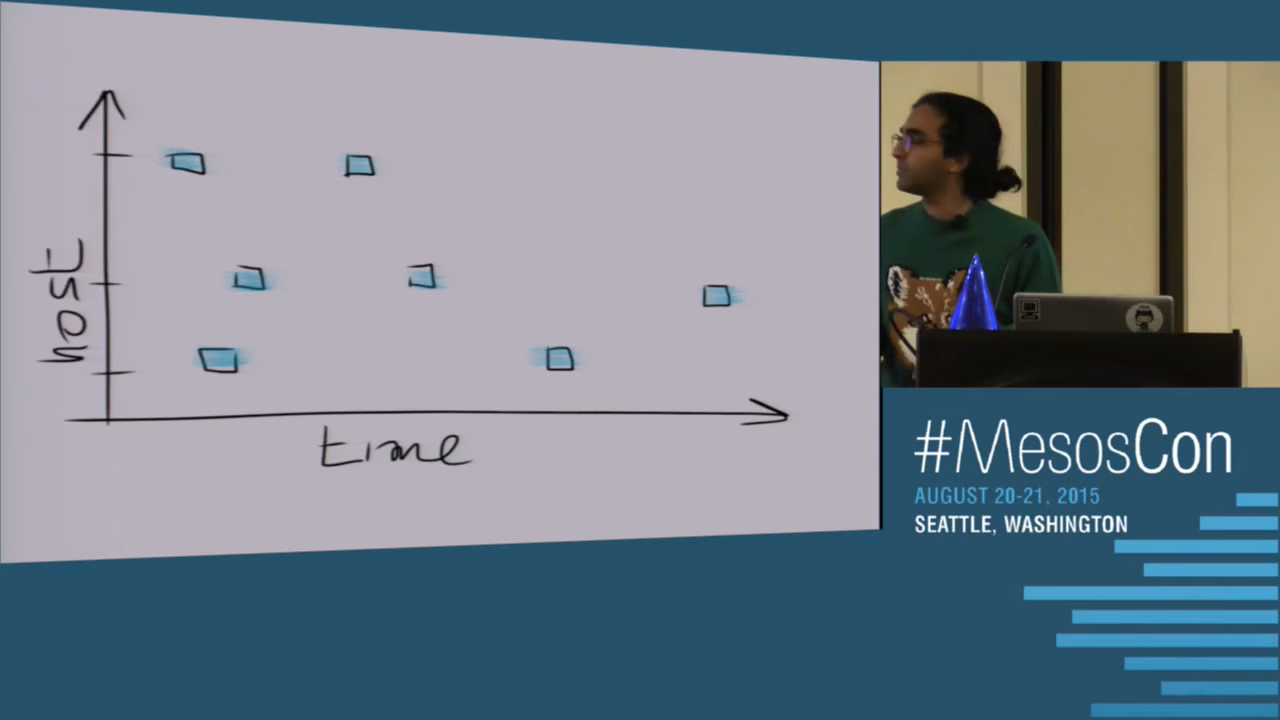 host
time
#MesosCon
AUGUST 20-21, 2015
SEATTLE, WASHINGTON